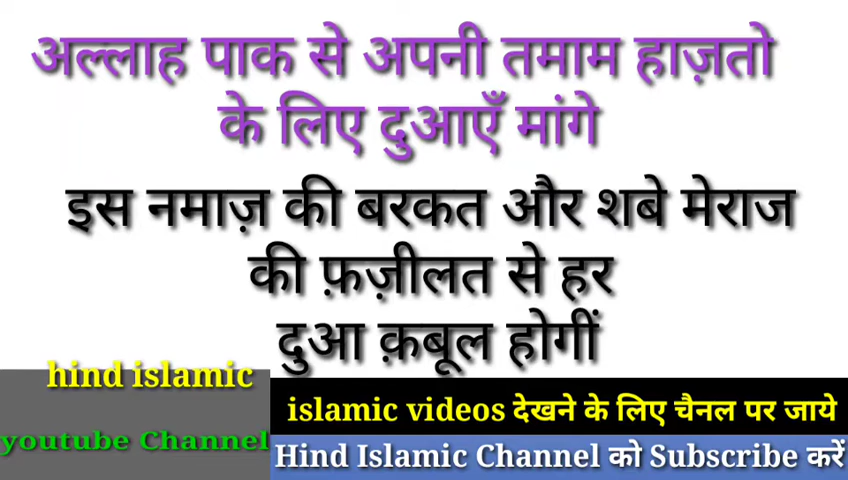 अल्लाह पाक से अपनी तमाम हाज़तो
के लिए दुआएँ मांगे
इस नमाज़ की बरकत और शबे मेराज
की फ़ज़ीलत से हर
दुआ क़बूल होगीं
hind islamic
youtube Channel
islamic videos देखने के लिए चैनल पर जाये
Hind Islamic Channel को Subscribe करें